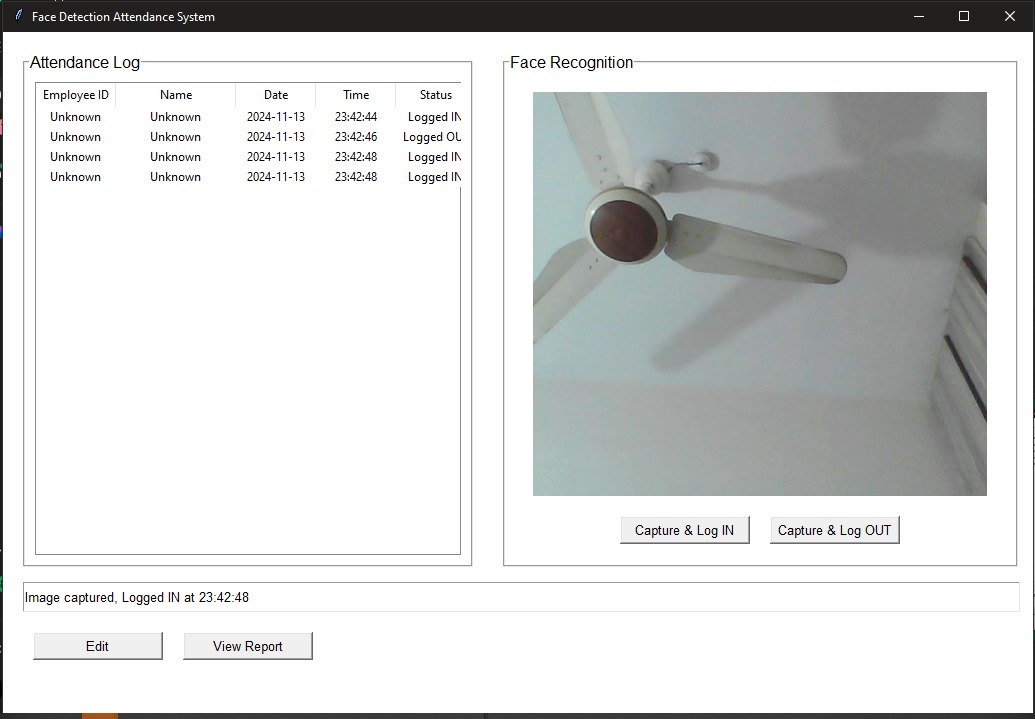 Face Detection Attendance System
Attendance Log
Employee ID Name Date Time Status
Unknown Unknown 2024-11-13 23:42:44 Logged IN
Unknown Unknown 2024-11-13 23:42:46 Logged OU
Unknown Unknown 2024-11-13 23:42:48 Logged IN
Unknown Unknown 2024-11-13 23:42:48 Logged IN
Face Recognition
Capture & Log IN Capture & Log OUT
Image captured, Logged IN at 23:42:48
Edit View Report